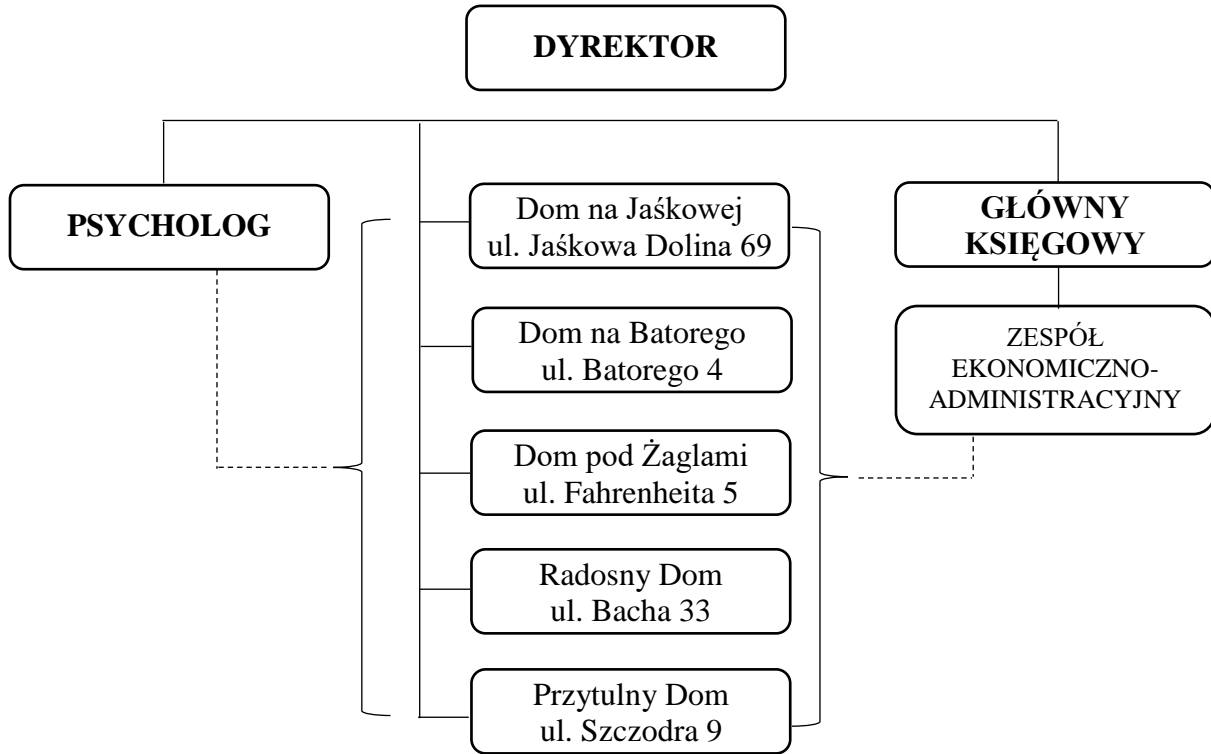 DYREKTOR
PSYCHOLOG
Dom na Jaśkowej
ul. Jaśkowa Dolina 69
GŁÓWNY
KSIĘGOWY
Dom na Batorego
ul. Batorego 4
ZESPÓŁ
EKONOMICZNO-
ADMINISTRACYJNY
Dom pod Żaglami
ul. Fahrenheita 5
Radosny Dom
ul. Bacha 33
Przytulny Dom
ul. Szczodra 9